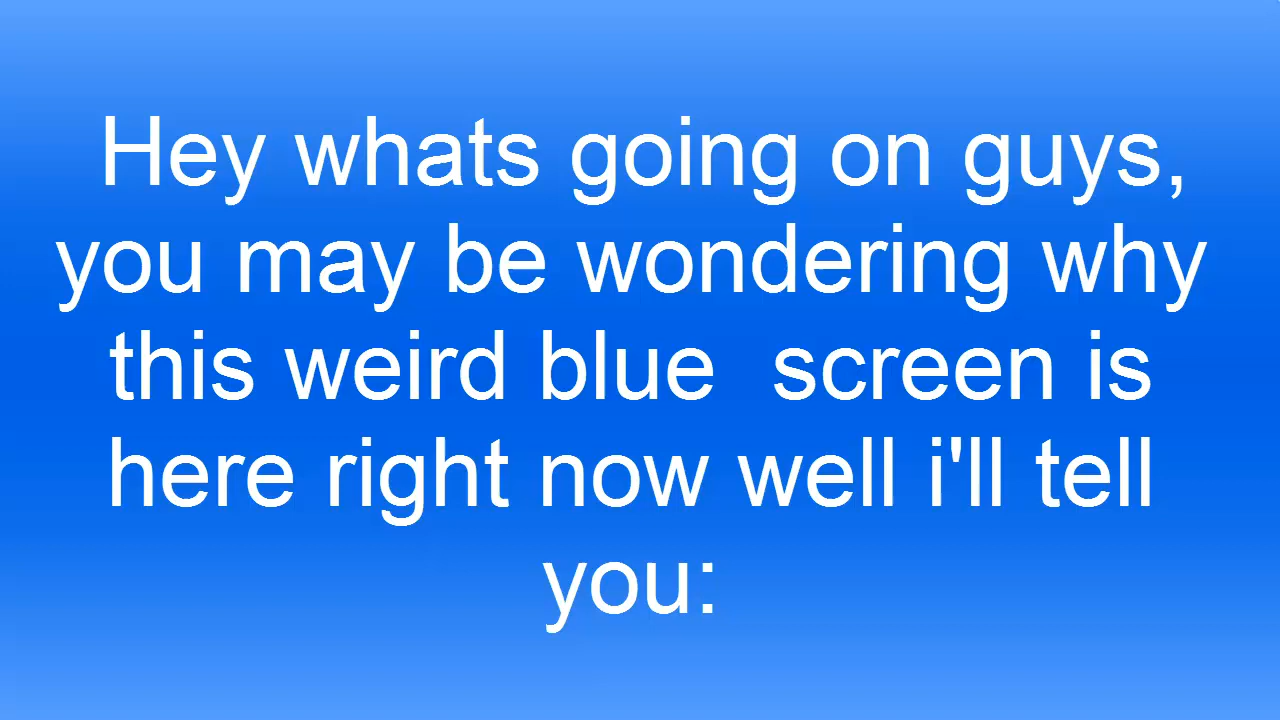 Hey whats going on guys,
you may be wondering why
this weird blue  screen is
here right now well i'll tell
you: